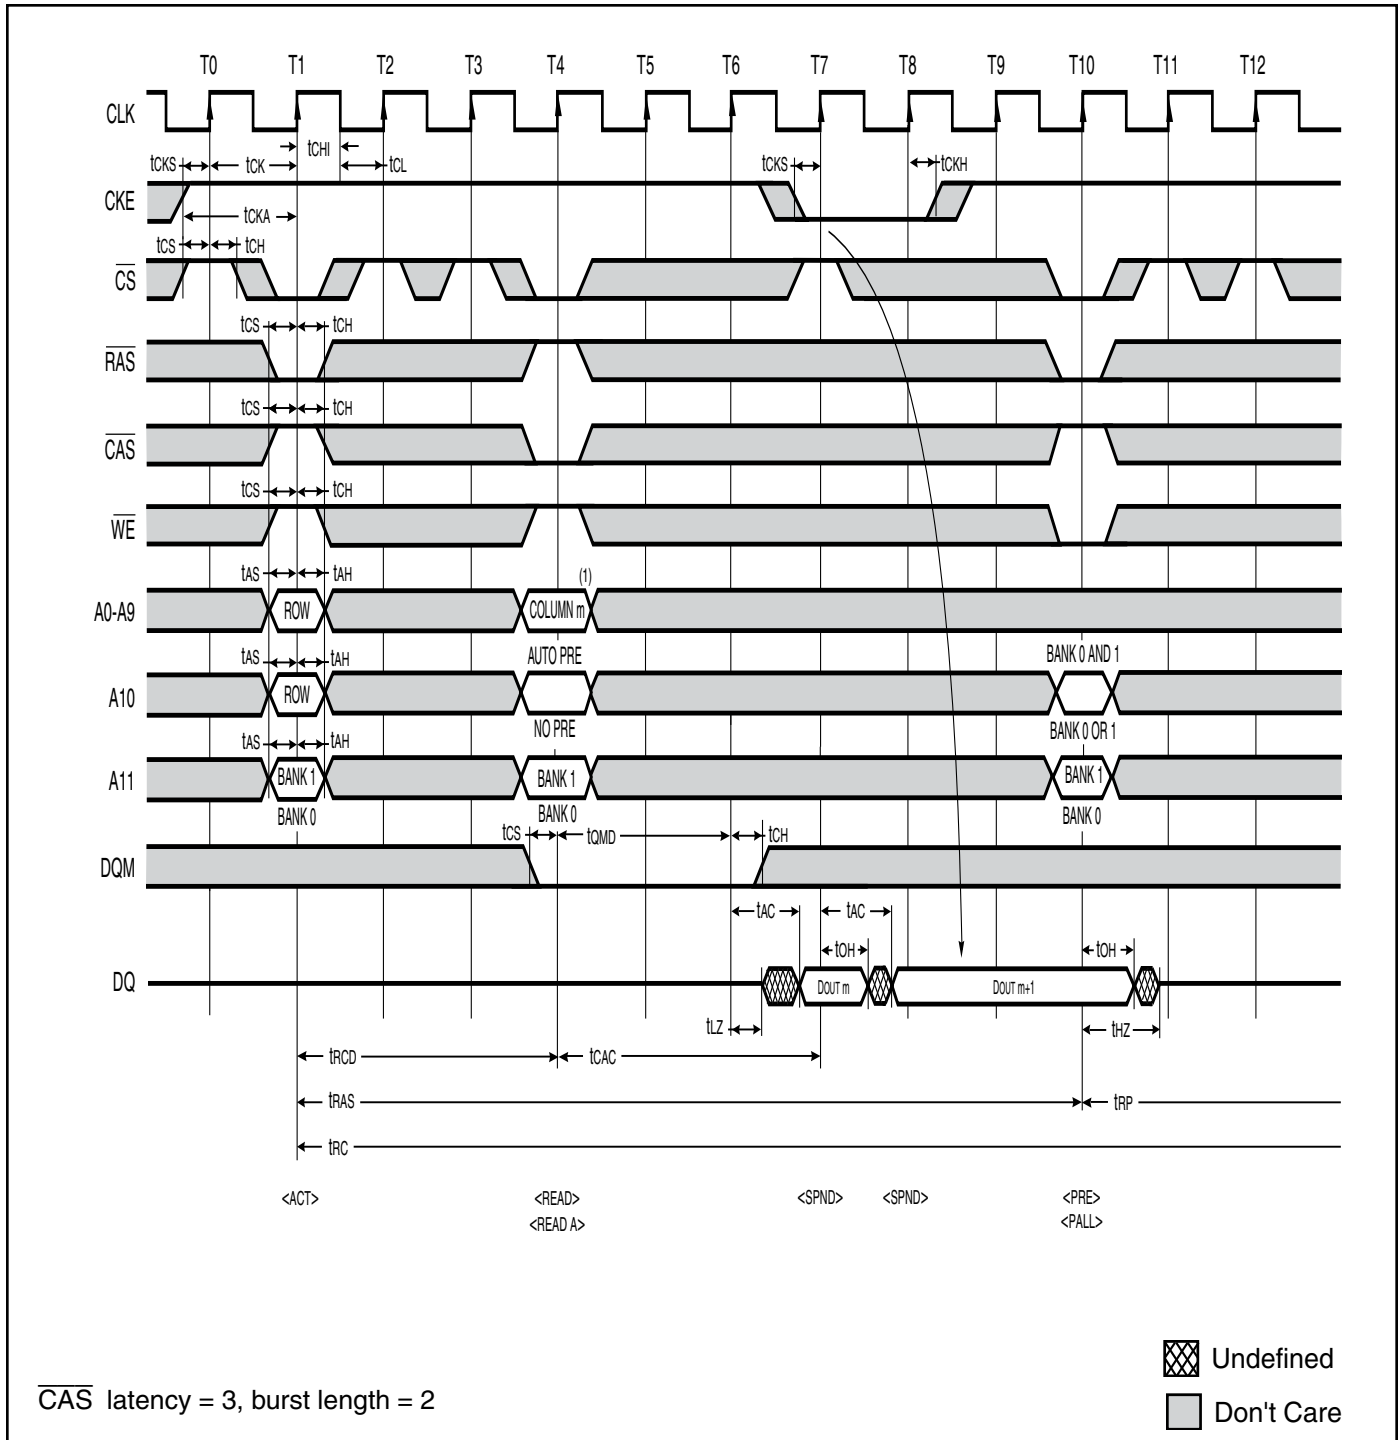 T0 T1 T2 T3 T4 T5 T6 T7 T8 T9 T10 T11 T12
CLK
tCHI
tCKS tCK tCL tCKS tCKH
CKE
tCKA
tCS tCH
CS
tCS tCH
RAS
tCS tCH
CAS
tCS tCH
WE
tAS tAH (1)
A0-A9 ROW COLUMN m
tAS tAH AUTO PRE BANK 0 AND 1
A10 ROW
NO PRE BANK 0 OR 1
tAS tAH
A11 BANK 1 BANK 1 BANK 1
BANK 0 BANK 0 BANK 0
tCS tQMD tCH
DQM
tAC tAC
tOH tOH
DQ DOUT m DOUT m+1
tLZ tHZ
tRCD tCAC
tRAS tRP
tRC
<ACT> <READ> <SPND> <SPND> <PRE>
<READ A> <PALL>
Undefined
CAS latency = 3, burst length = 2
Don't Care